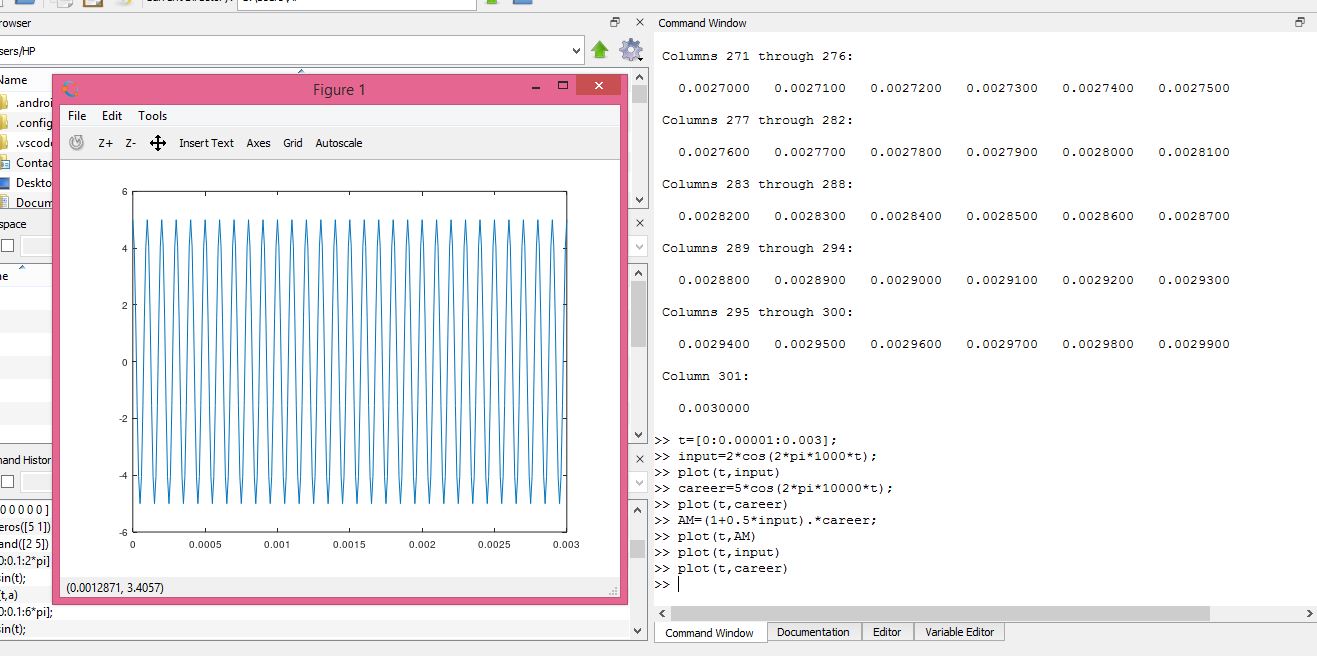 rowser
sers/HP
Name
.androi
.config
.vscode
Contac
Deskto
Docum
space
ne
mand Histor
0 0 0 0 0 ]
eros([5 1])
and([2 5])
0:0.1:2*pi]
sin(t);
(t,a)
0:0.1:6*pi];
sin(t);
Figure 1
File Edit Tools
Z+ Z- Insert Text Axes Grid Autoscale
6
4
2
0
-2
-4
-6
0 0.0005 0.001 0.0015 0.002 0.0025 0.003
(0.0012871, 3.4057)
Command Window
Columns 271 through 276:
0.0027000 0.0027100 0.0027200 0.0027300 0.0027400 0.0027500
Columns 277 through 282:
0.0027600 0.0027700 0.0027800 0.0027900 0.0028000 0.0028100
Columns 283 through 288:
0.0028200 0.0028300 0.0028400 0.0028500 0.0028600 0.0028700
Columns 289 through 294:
0.0028800 0.0028900 0.0029000 0.0029100 0.0029200 0.0029300
Columns 295 through 300:
0.0029400 0.0029500 0.0029600 0.0029700 0.0029800 0.0029900
Column 301:
0.0030000
>> t=[0:0.00001:0.003];
>> input=2*cos(2*pi*1000*t);
>> plot(t,input)
>> career=5*cos(2*pi*10000*t);
>> plot(t,career)
>> AM=(1+0.5*input).*career;
>> plot(t,AM)
>> plot(t,input)
>> plot(t,career)
>>
Command Window Documentation Editor Variable Editor